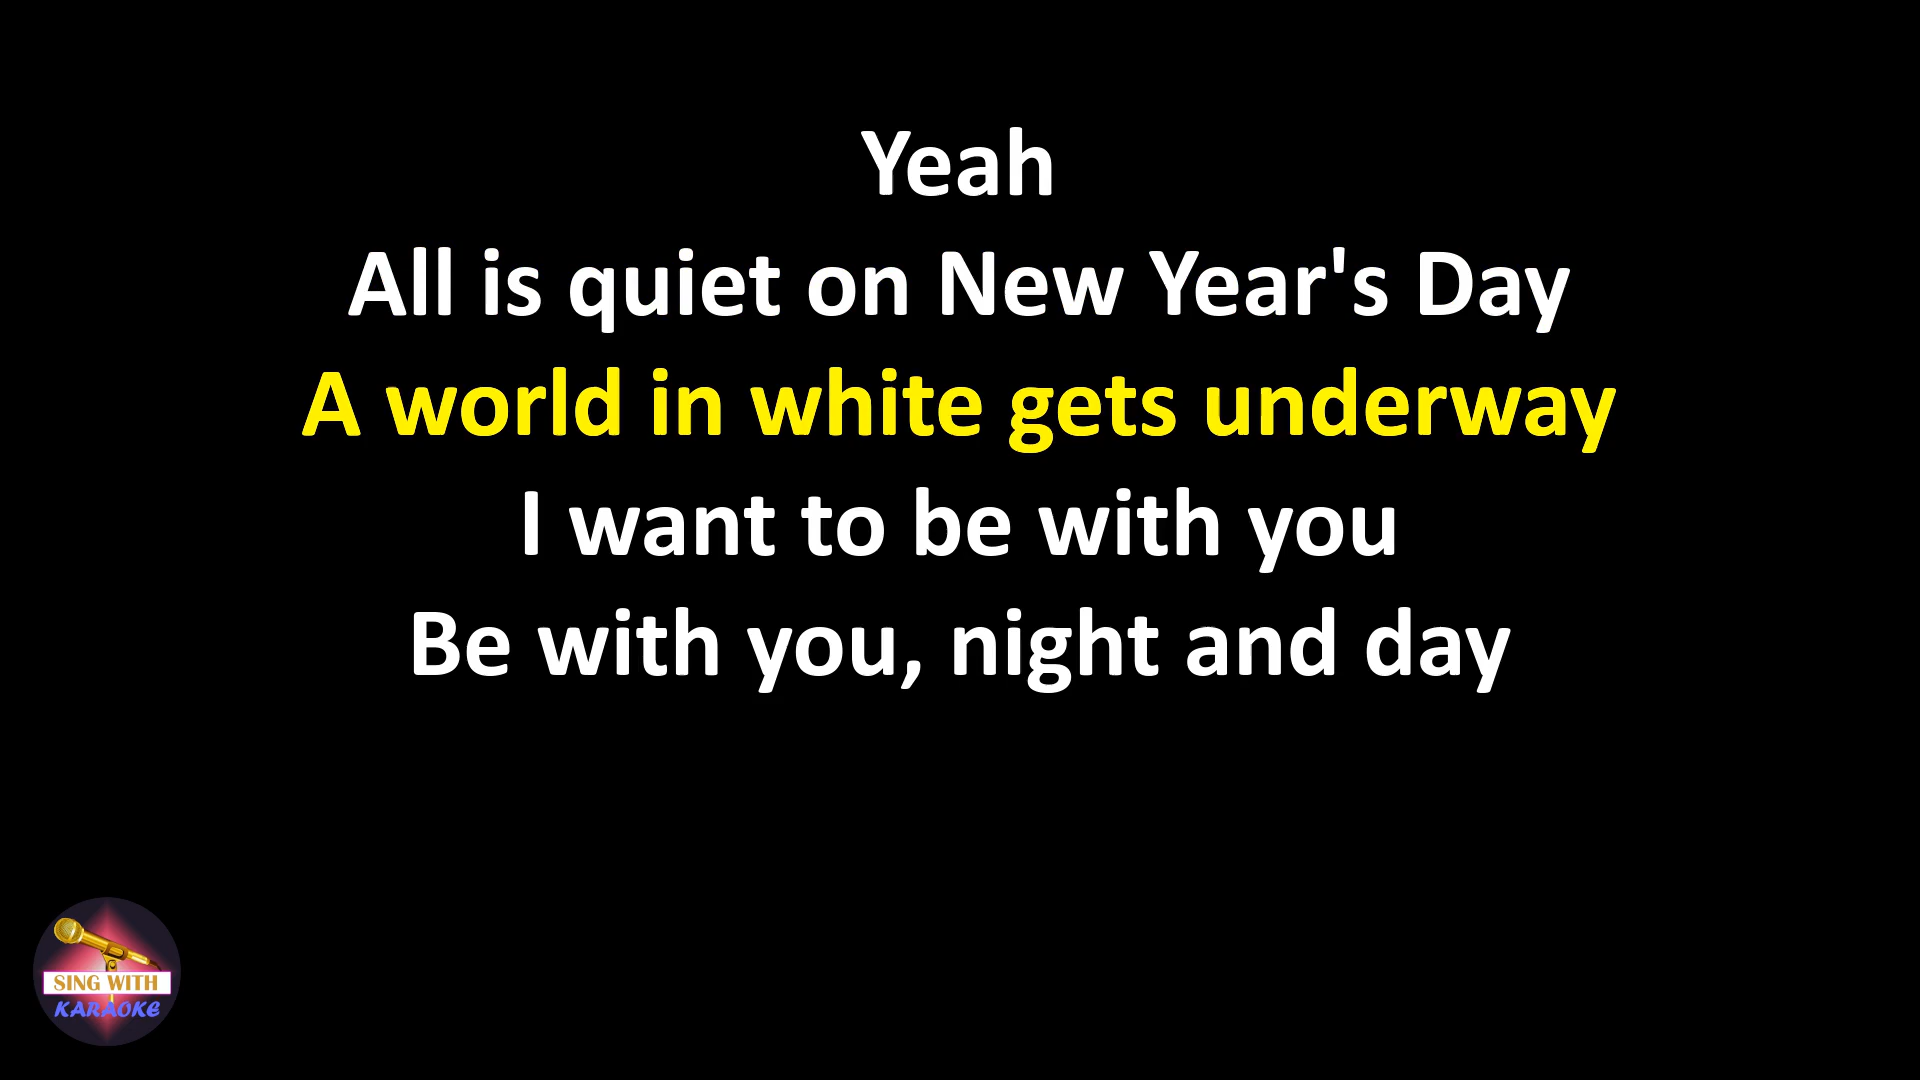 Yeah
All is quiet on New Year's Day
A world in white gets underway
I want to be with you
Be with you, night and day
SING WITH
KARAOKE